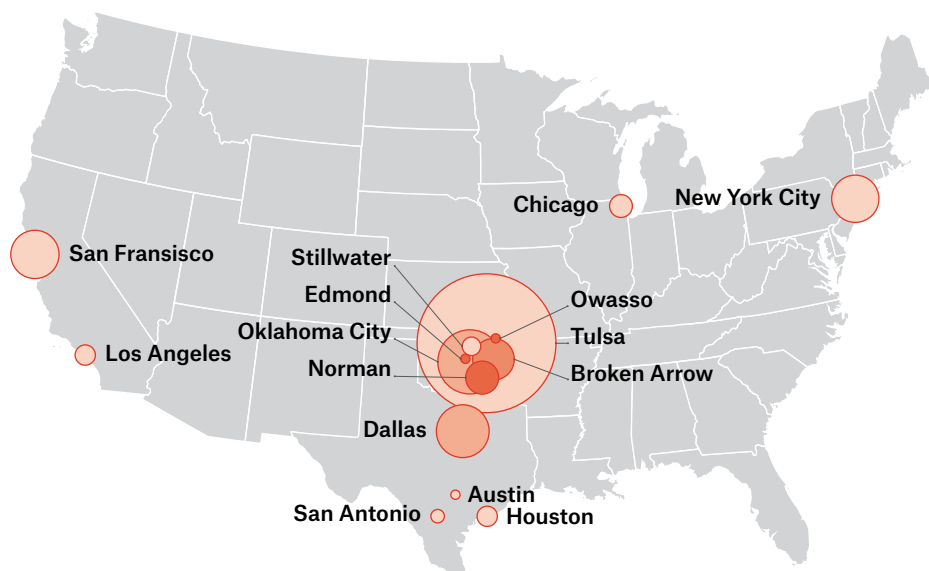 Chicago
New York City
San Fransisco
Stillwater
Edmond
Owasso
Oklahoma City
Tulsa
Los Angeles
Norman
Broken Arrow
Dallas
Austin
San Antonio
Houston